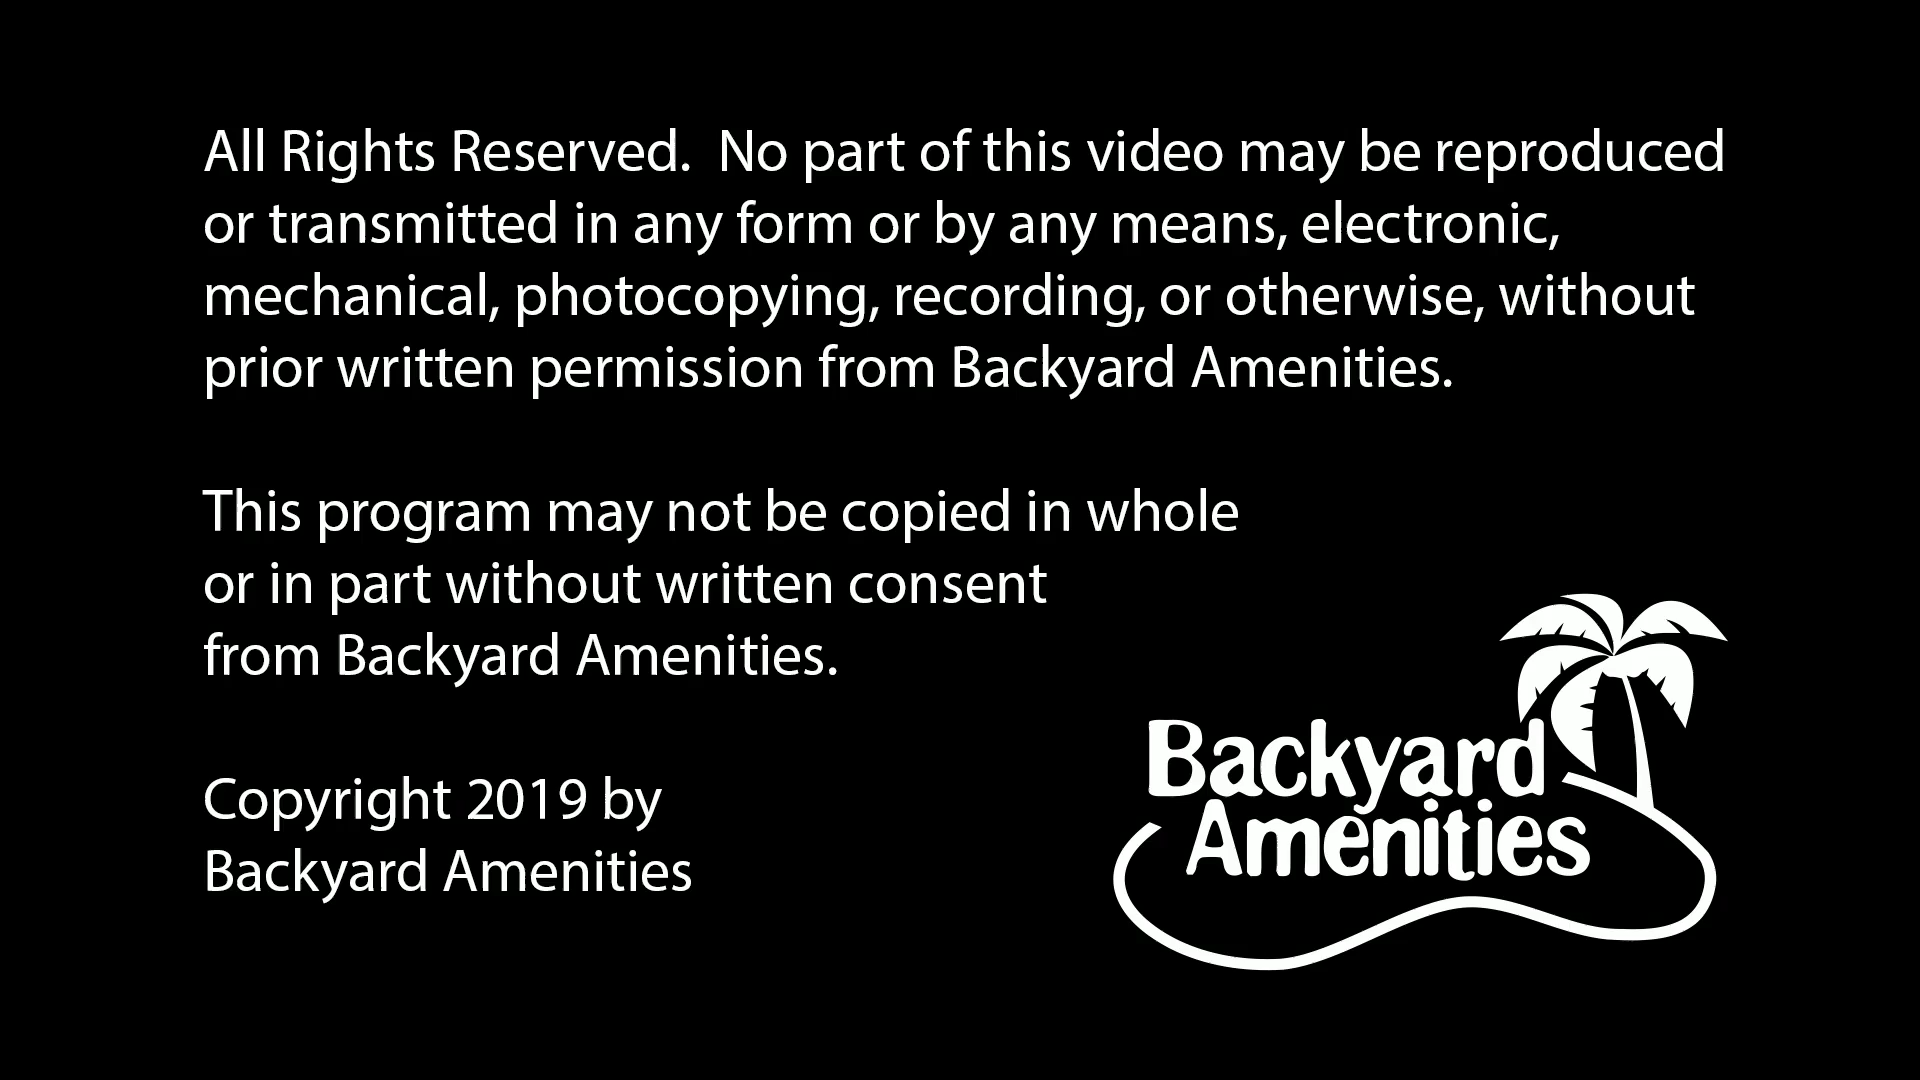 All Rights Reserved.  No part of this video may be reproduced
or transmitted in any form or by any means, electronic,
mechanical, photocopying, recording, or otherwise, without
prior written permission from Backyard Amenities.
This program may not be copied in whole
or in part without written consent
from Backyard Amenities.
Copyright 2019 by
Backyard Amenities
Backyard
Amenities